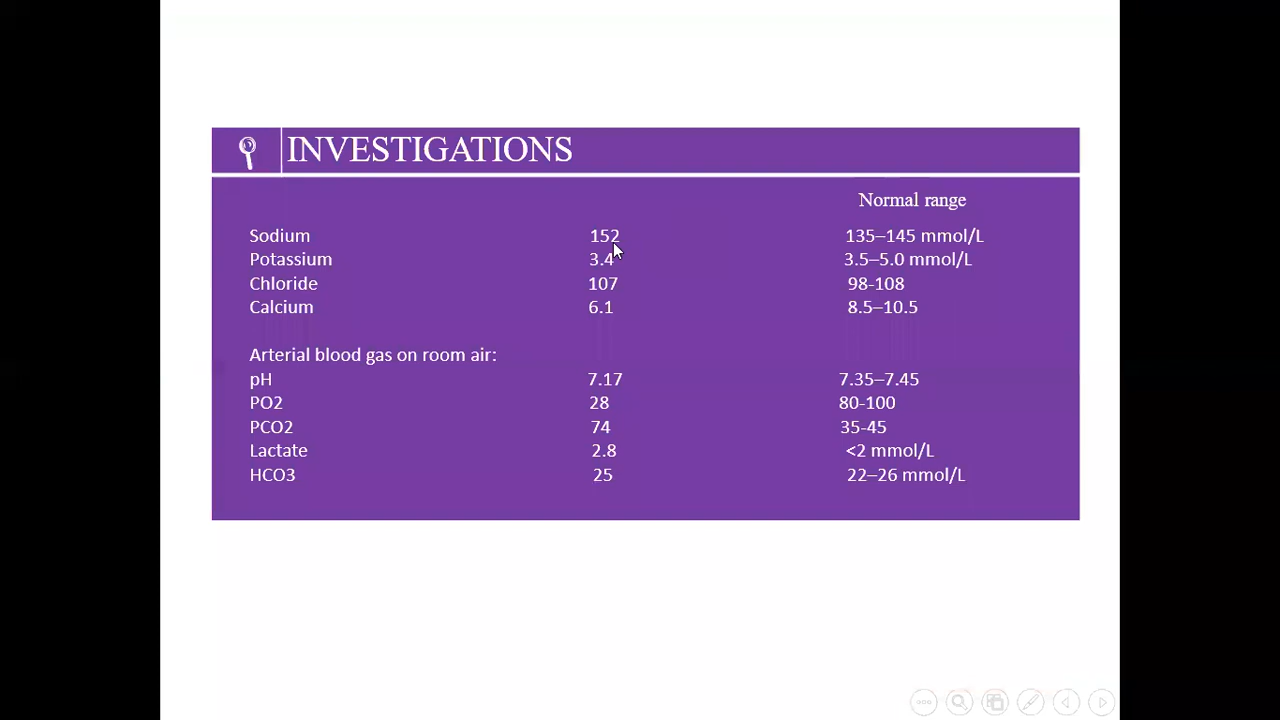 INVESTIGATIONS
Normal range
Sodium 152 135–145 mmol/L
Potassium 3.4 3.5–5.0 mmol/L
Chloride 107 98-108
Calcium 6.1 8.5–10.5
Arterial blood gas on room air:
pH 7.17 7.35–7.45
PO2 28 80-100
PCO2 74 35-45
Lactate 2.8 <2 mmol/L
HCO3 25 22–26 mmol/L